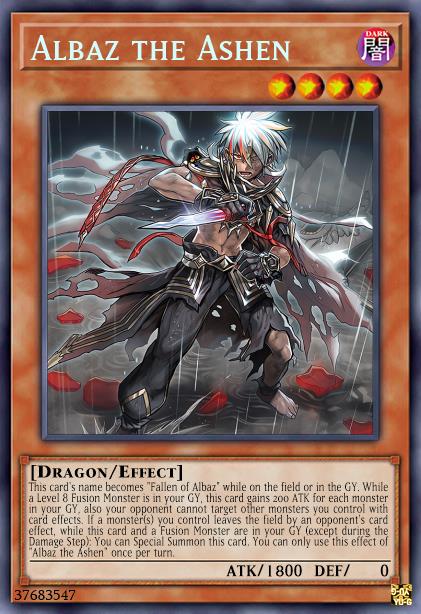 ALBAZ THE ASHEN
DARK
闇
[DRAGON/EFFECT]
This card's name becomes "Fallen of Albaz" while on the field or in the GY. While
a Level 8 Fusion Monster is in your GY, this card gains 200 ATK for each monster
in your GY, also your opponent cannot target other monsters you control with
card effects. If a monster(s) you control leaves the field by an opponent's card
effect, while this card and a Fusion Monster are in your GY (except during the
Damage Step): You can Special Summon this card. You can only use this effect of
"Albaz the Ashen" once per turn.
ATK/1800 DEF/ 0
37683547